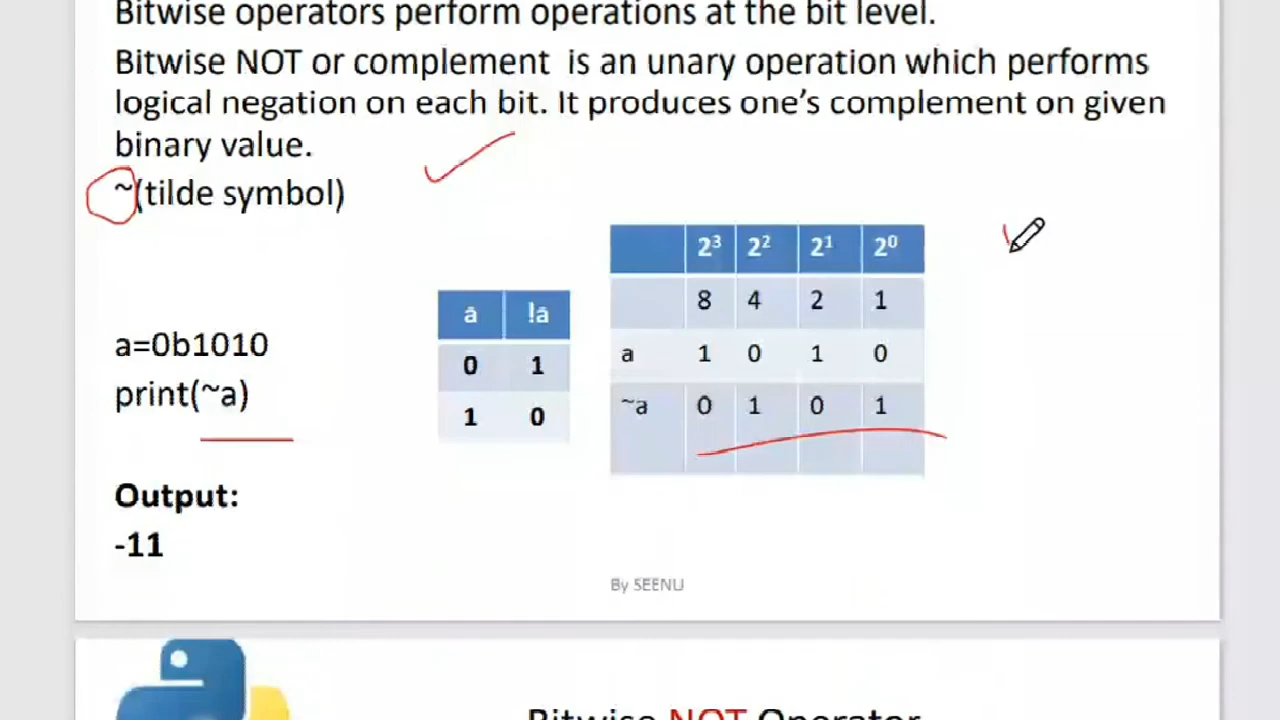 Bitwise operators perform operations at the bit level.
Bitwise NOT or complement is an unary operation which performs
logical negation on each bit. It produces one's complement on given
binary value.
~(tilde symbol)
2³ 2² 2¹ 2⁰
8 4 2 1
a 1 0 1 0
~a 0 1 0 1
a !a
0 1
1 0
a=0b1010
print(~a)
Output:
-11
By SEENU
Bitwise NOT Operator